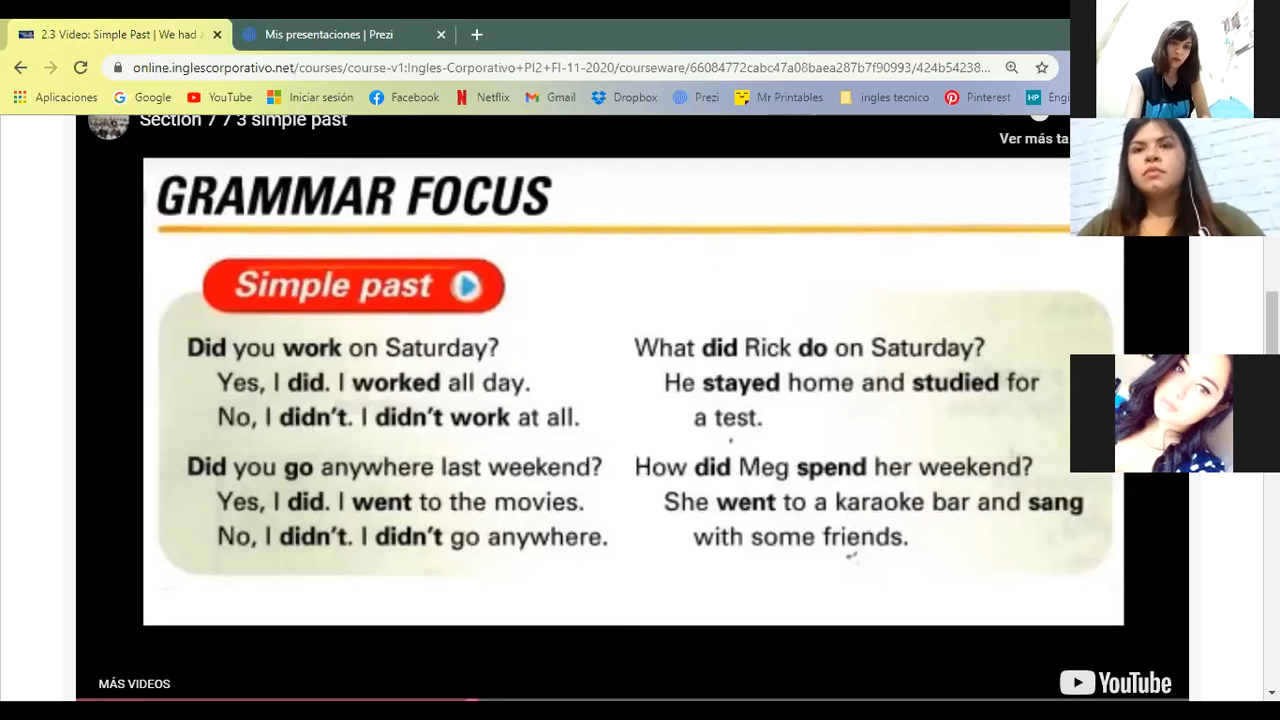 2.3 Video: Simple Past | We had
Mis presentaciones | Prezi
online.inglescorporativo.net/courses/course-v1:Ingles-Corporativo+PI2+FI-11-2020/courseware/66084772cabc47a08baea287b7f90993/424b54238...
Aplicaciones Google YouTube Iniciar sesión Facebook Netflix Gmail Dropbox Prezi Mr Printables ingles tecnico Pinterest HP Engi
Section 7 7 3 simple past
Ver más ta
GRAMMAR FOCUS
Simple past
Did you work on Saturday?
Yes, I did. I worked all day.
No, I didn't. I didn't work at all.
Did you go anywhere last weekend?
Yes, I did. I went to the movies.
No, I didn't. I didn't go anywhere.
What did Rick do on Saturday?
He stayed home and studied for
a test.
How did Meg spend her weekend?
She went to a karaoke bar and sang
with some friends.
MÁS VIDEOS
YouTube